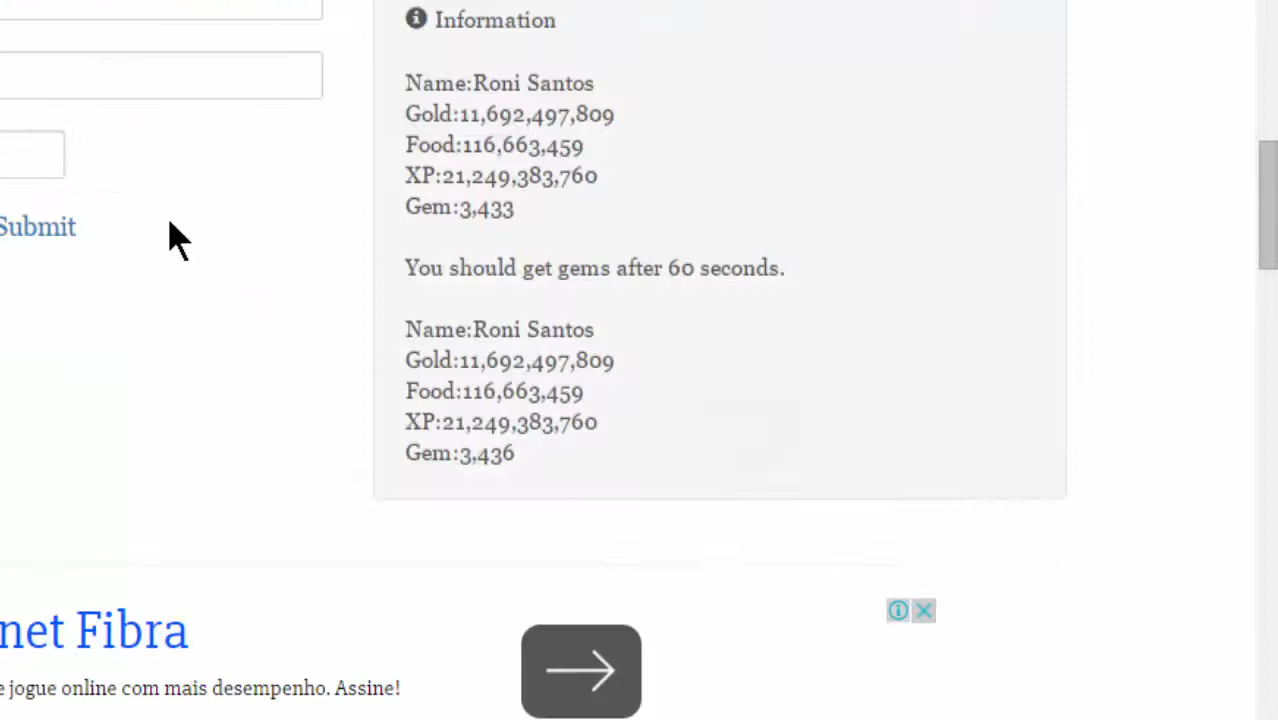 Information
Name:Roni Santos
Gold:11,692,497,809
Food:116,663,459
XP:21,249,383,760
Gem:3,433
Submit
You should get gems after 60 seconds.
Name:Roni Santos
Gold:11,692,497,809
Food:116,663,459
XP:21,249,383,760
Gem:3,436
net Fibra
e jogue online com mais desempenho. Assine!